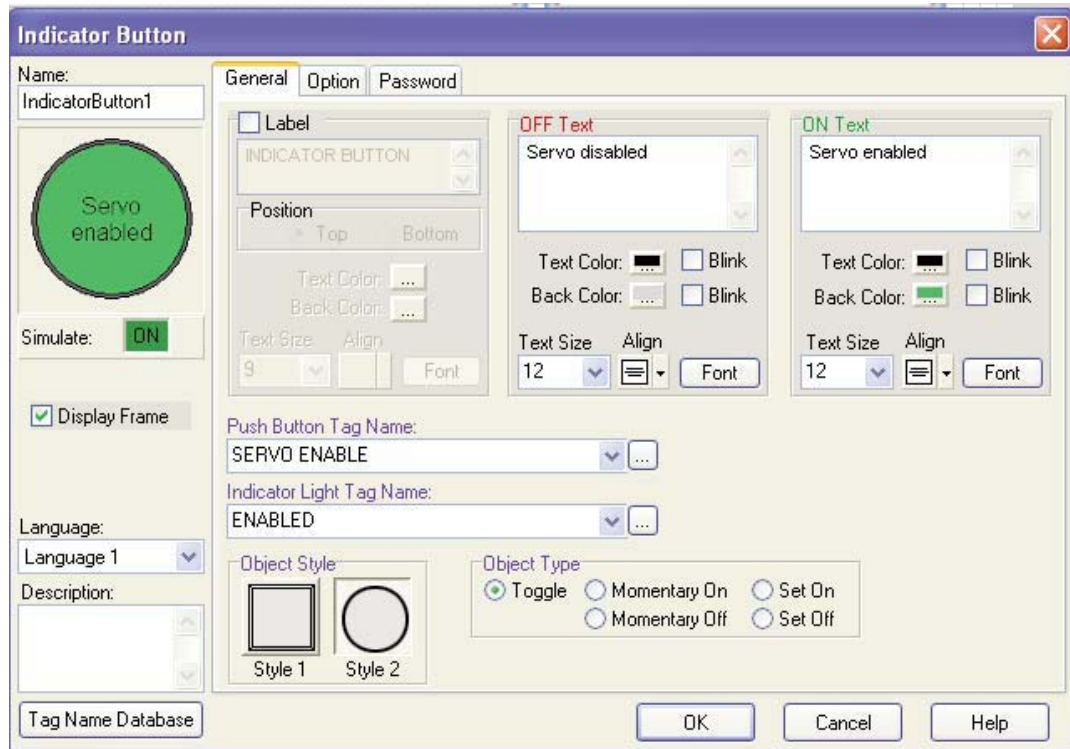 Indicator Button
Name:
IndicatorButton1
Servo
enabled
Simulate: ON
Display Frame
Language:
Language 1
Description:
Tag Name Database
General Option Password
Label
INDICATOR BUTTON
Position
Top Bottom
Text Color: ...
Back Color: ...
Text Size Align
9 Font
OFF Text
Servo disabled
Text Color: ... Blink
Back Color: ... Blink
Text Size Align
12 Font
ON Text
Servo enabled
Text Color: ... Blink
Back Color: ... Blink
Text Size Align
12 Font
Push Button Tag Name:
SERVO ENABLE ...
Indicator Light Tag Name:
ENABLED ...
Object Style
Style 1 Style 2
Object Type
Toggle Momentary On Set On
Momentary Off Set Off
OK Cancel Help